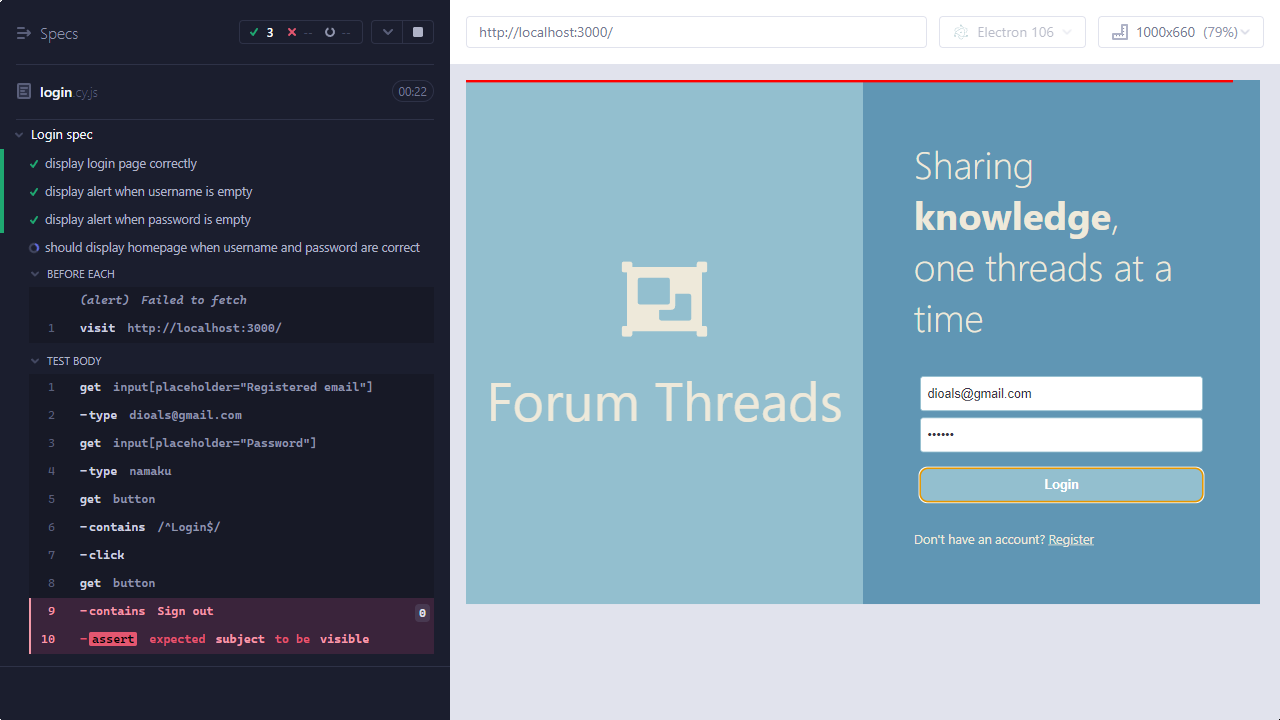 Specs
3
--
--
login.cy.js
00:22
Login spec
display login page correctly
display alert when username is empty
display alert when password is empty
should display homepage when username and password are correct
BEFORE EACH
(alert) Failed to fetch
1 visit http://localhost:3000/
TEST BODY
1 get input[placeholder="Registered email"]
2 -type dioals@gmail.com
3 get input[placeholder="Password"]
4 -type namaku
5 get button
6 -contains /^Login$/
7 -click
8 get button
9 -contains Sign out 0
10 -assert expected subject to be visible
http://localhost:3000/
Electron 106
1000x660 (79%)
Forum Threads
Sharing
knowledge,
one threads at a
time
dioals@gmail.com
••••••
Login
Don't have an account? Register